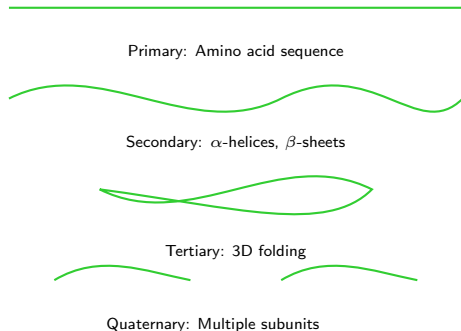 Primary: Amino acid sequence
Secondary: α-helices, β-sheets
Tertiary: 3D folding
Quaternary: Multiple subunits